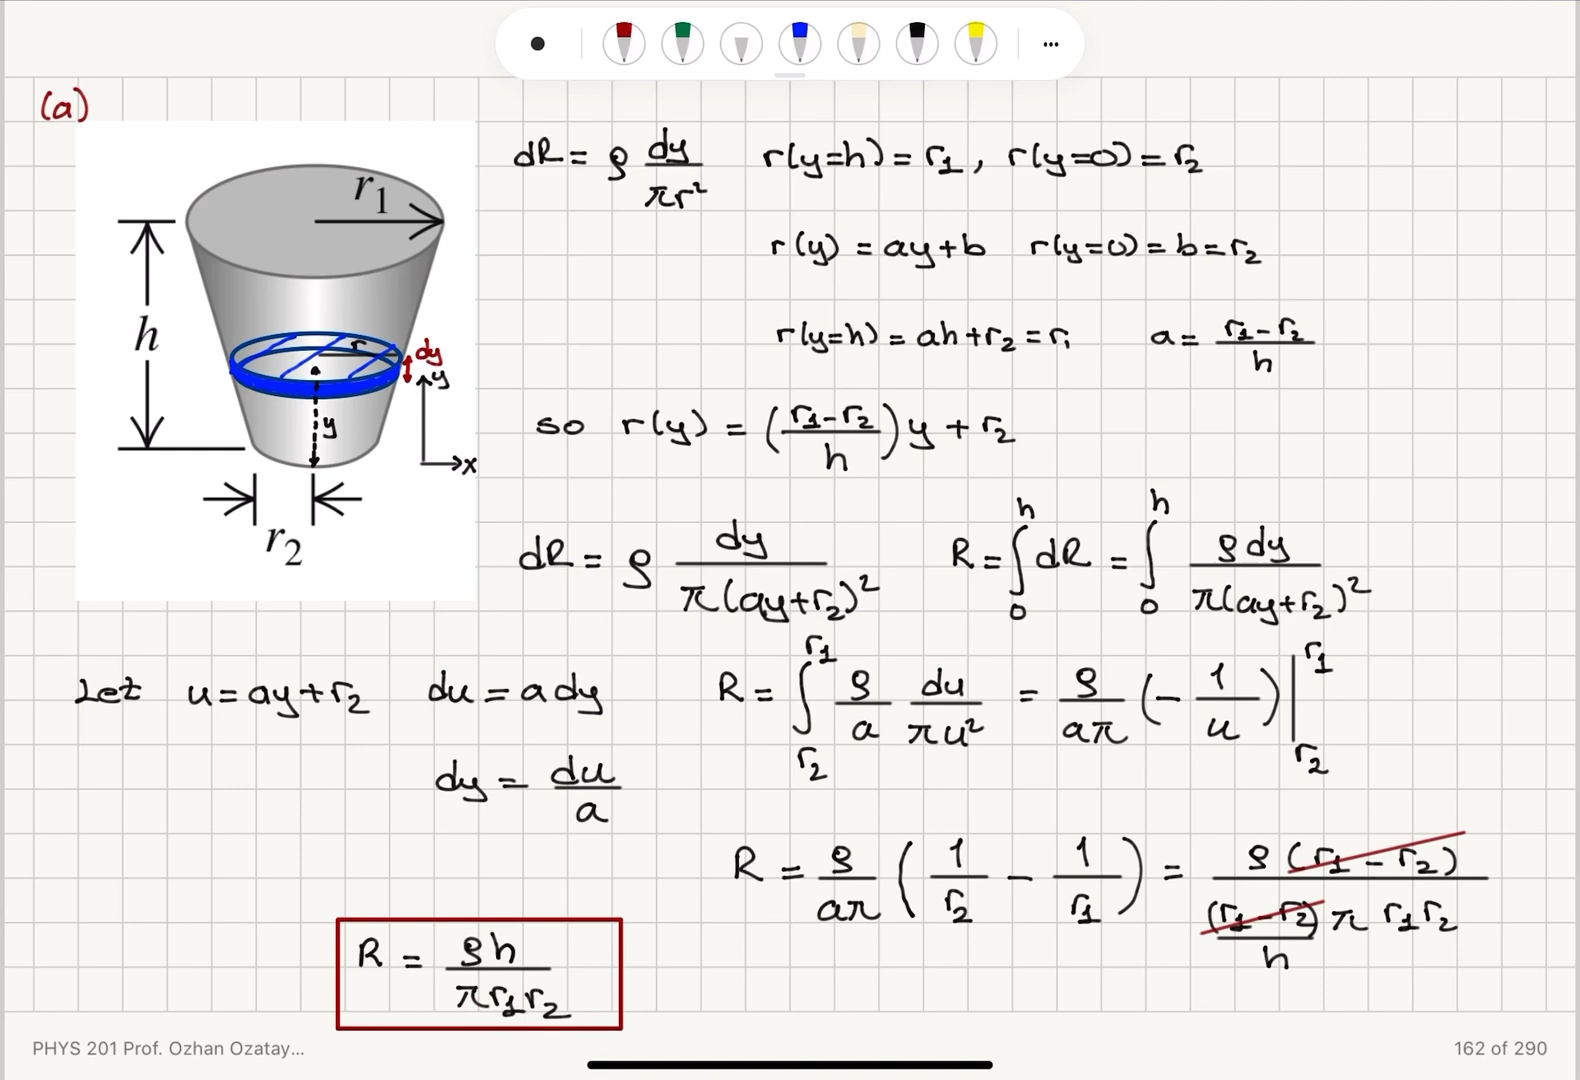 (a)
dR = ρ dy/πr²   r(y=h) = r₁, r(y=0) = r₂
r₁
r(y) = ay+b   r(y=0) = b = r₂
h
r
dy
y
r(y=h) = ah+r₂ = r₁   a = (r₁-r₂)/h
y
x
so r(y) = ((r₁-r₂)/h) y + r₂
r₂
dR = ρ dy/π(ay+r₂)²   R = ∫₀ʰ dR = ∫₀ʰ ρdy/π(ay+r₂)²
Let u = ay+r₂   du = a dy   R = ∫_{r₂}^{r₁} ρ/a du/πu² = ρ/aπ (-1/u)|_{r₂}^{r₁}
dy = du/a
R = ρ/aπ (1/r₂ - 1/r₁) = ρ(r₁-r₂)/((r₁-r₂)/h π r₁r₂)
R = ρh/πr₁r₂
PHYS 201 Prof. Ozhan Ozatay...
162 of 290